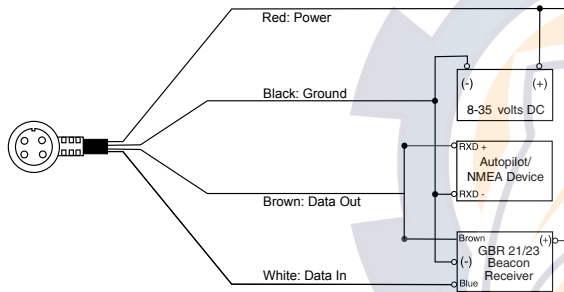 Red: Power
(-)
(+)
8-35 volts DC
Black: Ground
RXD +
Autopilot/
NMEA Device
RXD -
Brown: Data Out
Brown
(+)
GBR 21/23
(-)
Beacon
Receiver
White: Data In
Blue